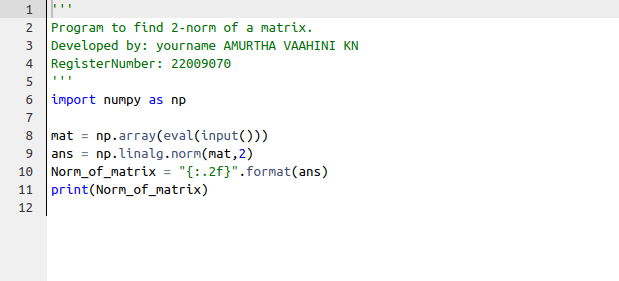 1 '''
2 Program to find 2-norm of a matrix.
3 Developed by: yourname AMURTHA VAAHINI KN
4 RegisterNumber: 22009070
5 '''
6 import numpy as np
7
8 mat = np.array(eval(input()))
9 ans = np.linalg.norm(mat,2)
10 Norm_of_matrix = "{:.2f}".format(ans)
11 print(Norm_of_matrix)
12